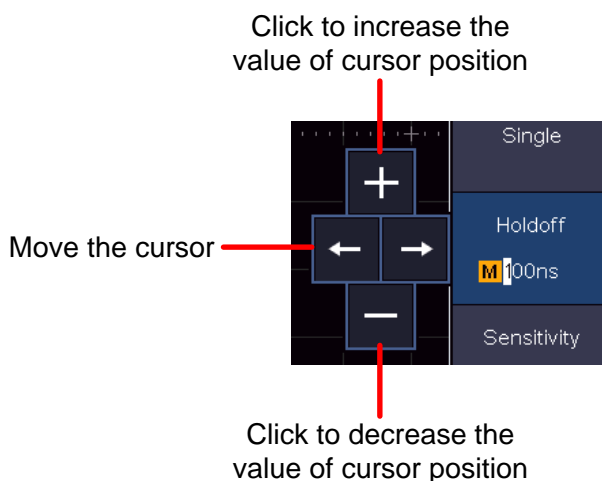 Click to increase the
value of cursor position
Single
Move the cursor
Holdoff
M 100ns
Sensitivity
Click to decrease the
value of cursor position